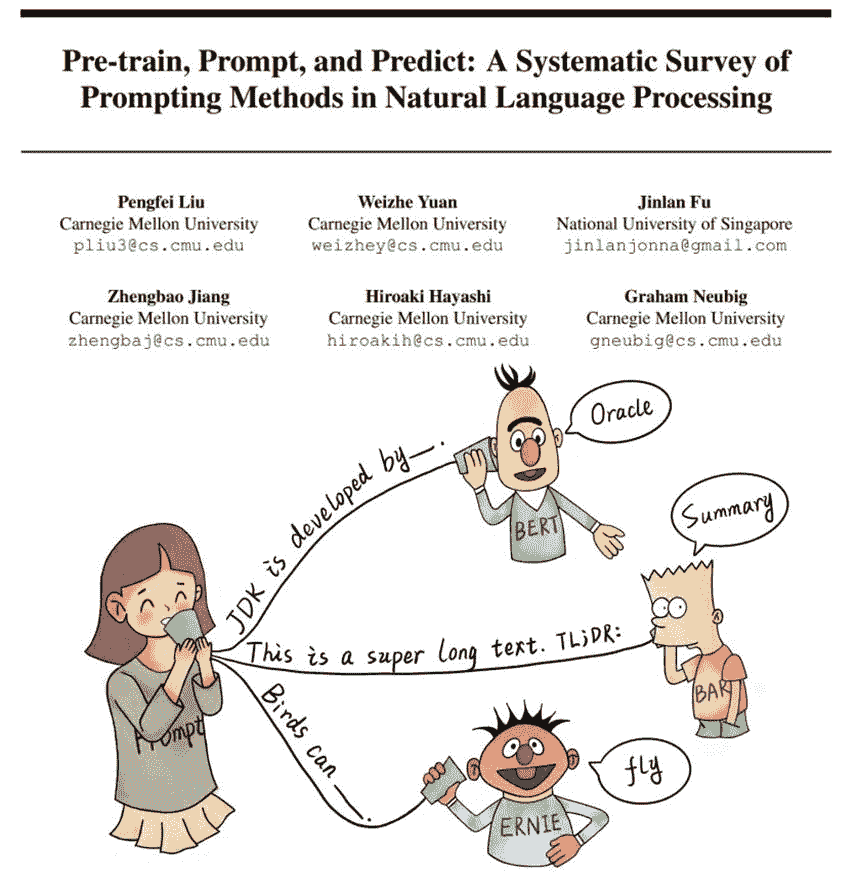 Pre-train, Prompt, and Predict: A Systematic Survey of
Prompting Methods in Natural Language Processing
Pengfei Liu
Carnegie Mellon University
pliu3@cs.cmu.edu
Weizhe Yuan
Carnegie Mellon University
weizhey@cs.cmu.edu
Jinlan Fu
National University of Singapore
jinlanjonna@gmail.com
Zhengbao Jiang
Carnegie Mellon University
zhengbaj@cs.cmu.edu
Hiroaki Hayashi
Carnegie Mellon University
hiroakih@cs.cmu.edu
Graham Neubig
Carnegie Mellon University
gneubig@cs.cmu.edu
JDK is developed by —.
Oracle
BERT
This is a super long text. TL;DR:
Summary
BAR
Prompt
Birds can —.
fly
ERNIE